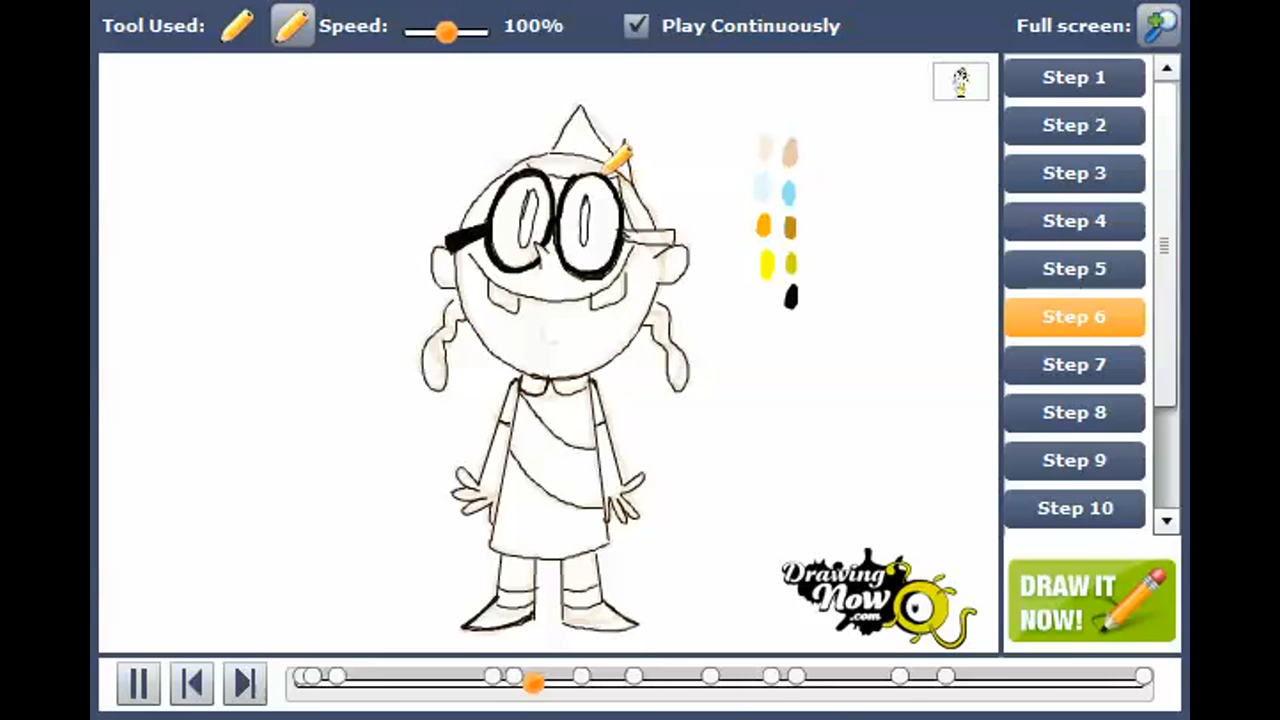 Tool Used:
Speed:
100%
Play Continuously
Full screen:
Step 1
Step 2
Step 3
Step 4
Step 5
Step 6
Step 7
Step 8
Step 9
Step 10
Drawing
Now
.com
DRAW IT
NOW!